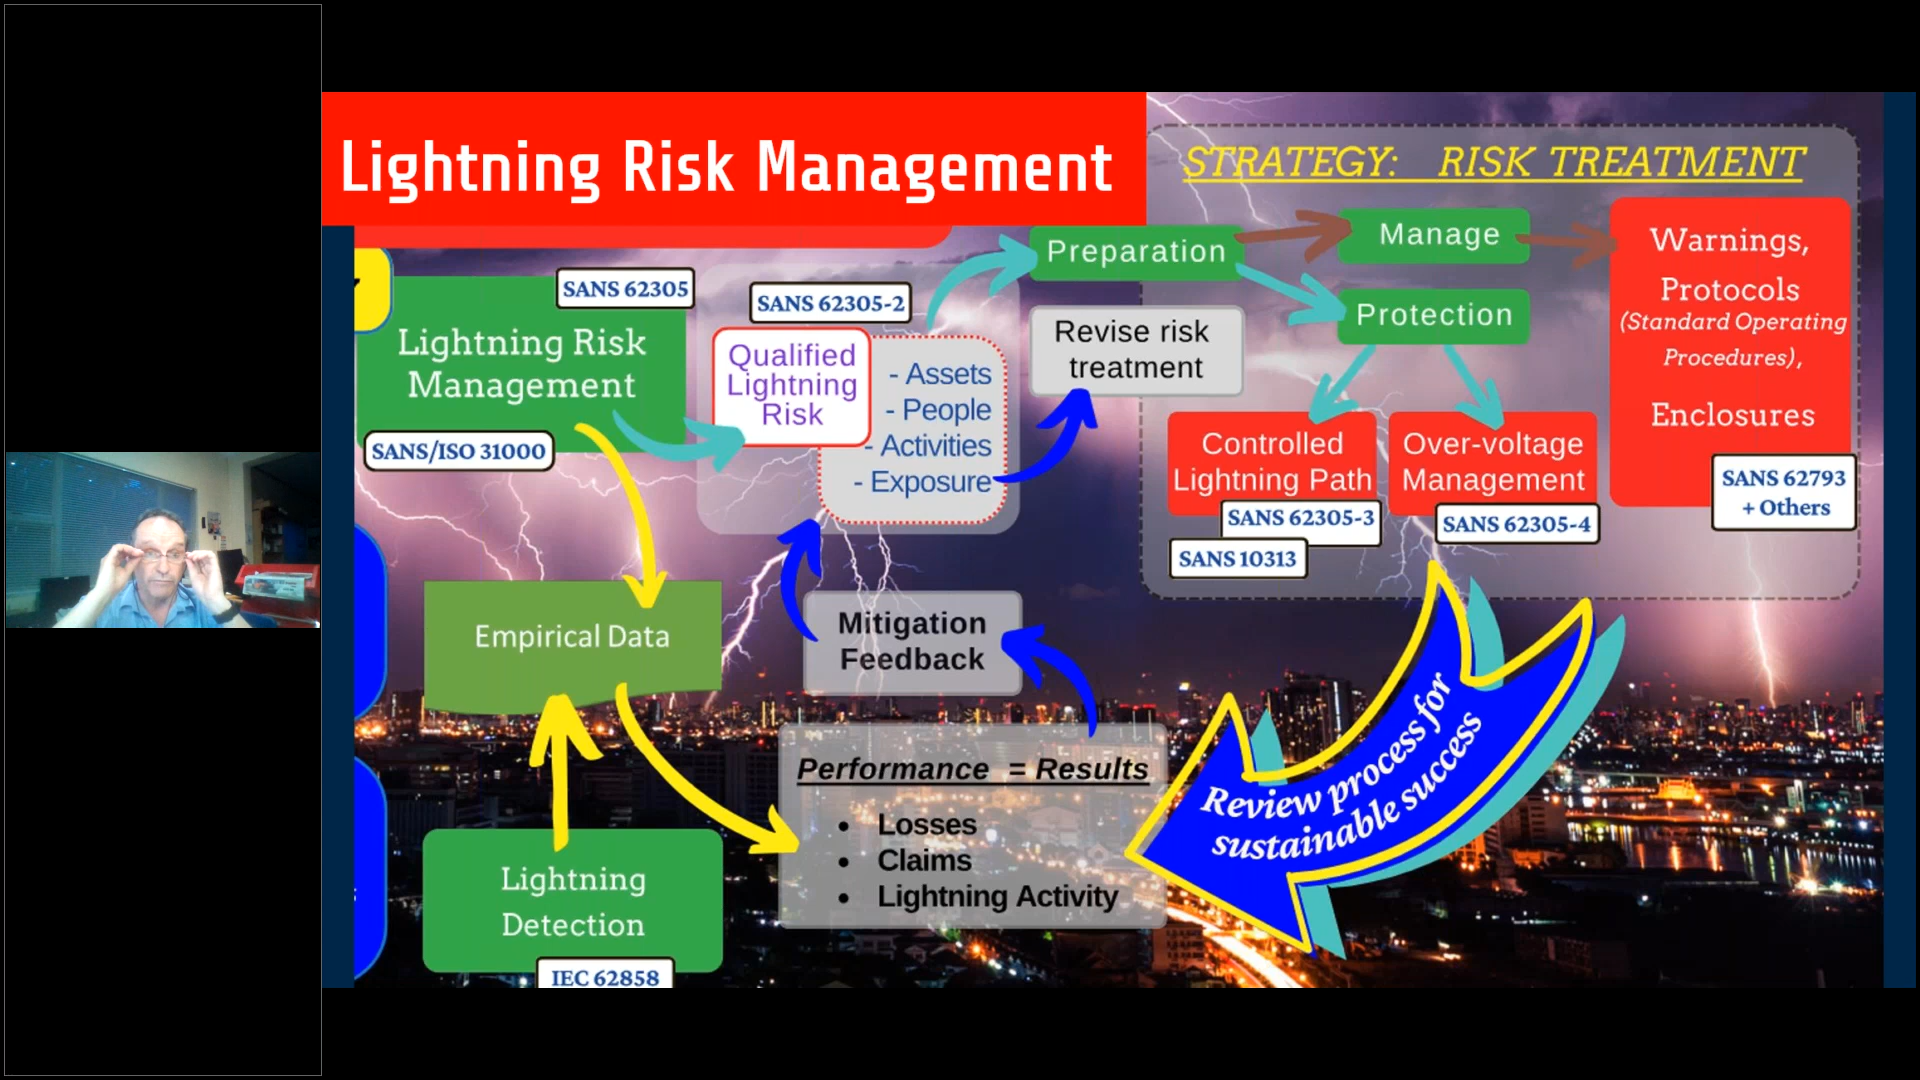 Lightning Risk Management
STRATEGY: RISK TREATMENT
SANS 62305
Lightning Risk
Management
SANS/ISO 31000
SANS 62305-2
Qualified
Lightning
Risk
- Assets
- People
- Activities
- Exposure
Preparation
Revise risk
treatment
Manage
Protection
Warnings,
Protocols
(Standard Operating
Procedures),
Enclosures
SANS 62793
+ Others
Controlled
Lightning Path
SANS 62305-3
SANS 10313
Over-voltage
Management
SANS 62305-4
Empirical Data
Mitigation
Feedback
Performance = Results
• Losses
• Claims
• Lightning Activity
Review process for
sustainable success
Lightning
Detection
IEC 62858